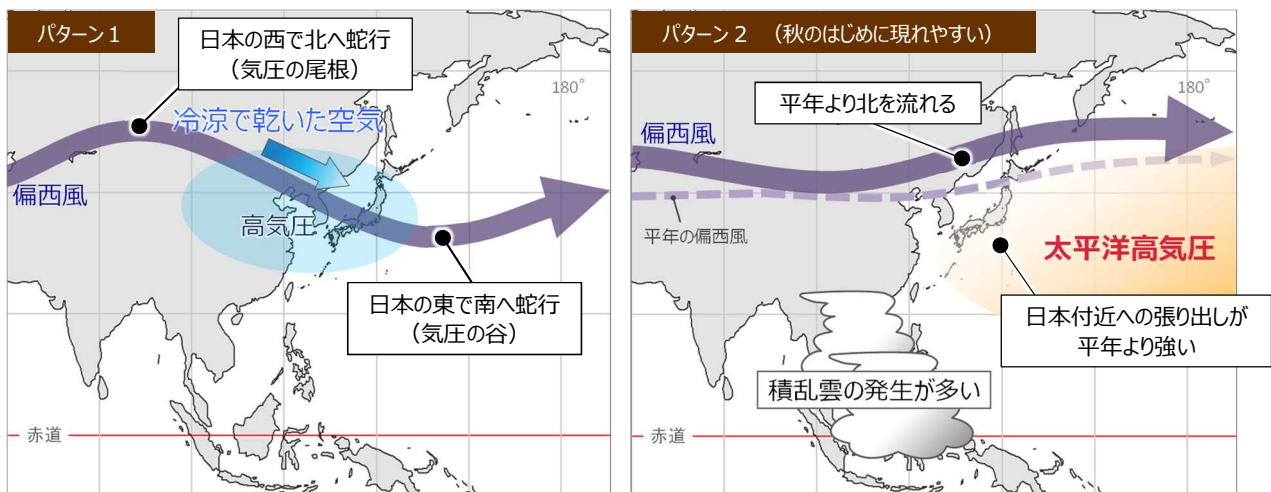 パターン１
日本の西で北へ蛇行
（気圧の尾根）
180°
冷涼で乾いた空気
偏西風
高気圧
日本の東で南へ蛇行
（気圧の谷）
赤道
パターン２　（秋のはじめに現れやすい）
180°
平年より北を流れる
偏西風
平年の偏西風
太平洋高気圧
日本付近への張り出しが
平年より強い
積乱雲の発生が多い
赤道